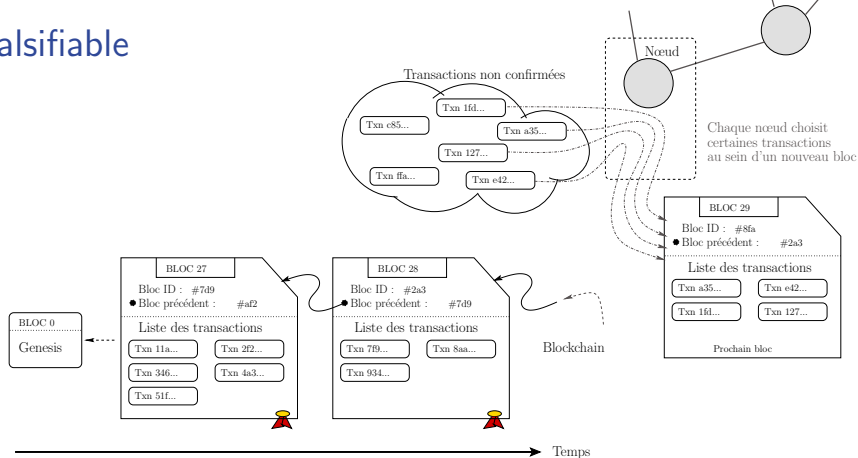 alsifiable
Nœud
Transactions non confirmées
Txn 1fd...
Txn c85...
Txn a35...
Txn 127...
Txn ffa...
Txn e42...
Chaque nœud choisit
certaines transactions
au sein d'un nouveau bloc
BLOC 29
Bloc ID : #8fa
Bloc précédent : #2a3
Liste des transactions
Txn a35... Txn e42...
Txn 1fd... Txn 127...
Prochain bloc
BLOC 0
Genesis
BLOC 27
Bloc ID : #7d9
Bloc précédent : #af2
Liste des transactions
Txn 11a... Txn 2f2...
Txn 346... Txn 4a3...
Txn 51f...
BLOC 28
Bloc ID : #2a3
Bloc précédent : #7d9
Liste des transactions
Txn 7f9... Txn 8aa...
Txn 934...
Blockchain
Temps